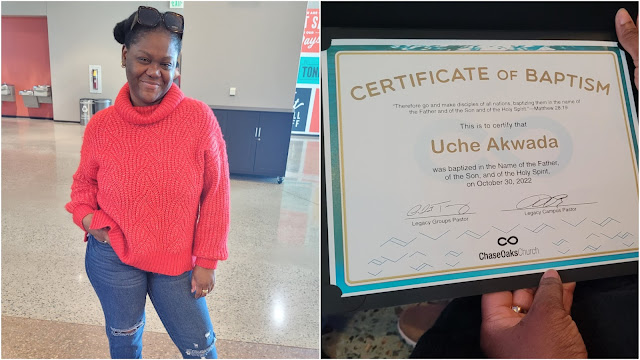 TON
CERTIFICATE OF BAPTISM
"Therefore go and make disciples of all nations, baptizing them in the name of
the Father and of the Son and of the Holy Spirit." –Matthew 28:19
This is to certify that
Uche Akwada
was baptized in the Name of the Father,
of the Son, and of the Holy Spirit,
on October 30, 2022
Legacy Groups Pastor
Legacy Campus Pastor
ChaseOaksChurch